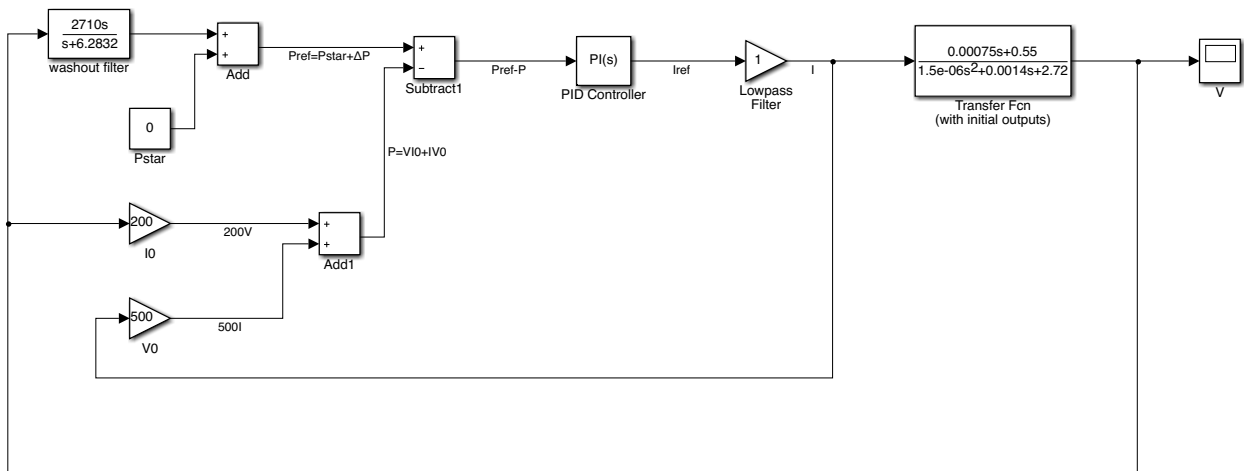 2710s
s+6.2832
washout filter
+
+
Add
Pref=Pstar+ΔP
+
−
Subtract1
Pref-P
PI(s)
PID Controller
Iref
1
Lowpass
Filter
I
0.00075s+0.55
1.5e-06s²+0.0014s+2.72
Transfer Fcn
(with initial outputs)
V
0
Pstar
P=VI0+IV0
200
I0
200V
+
+
Add1
500
V0
500I